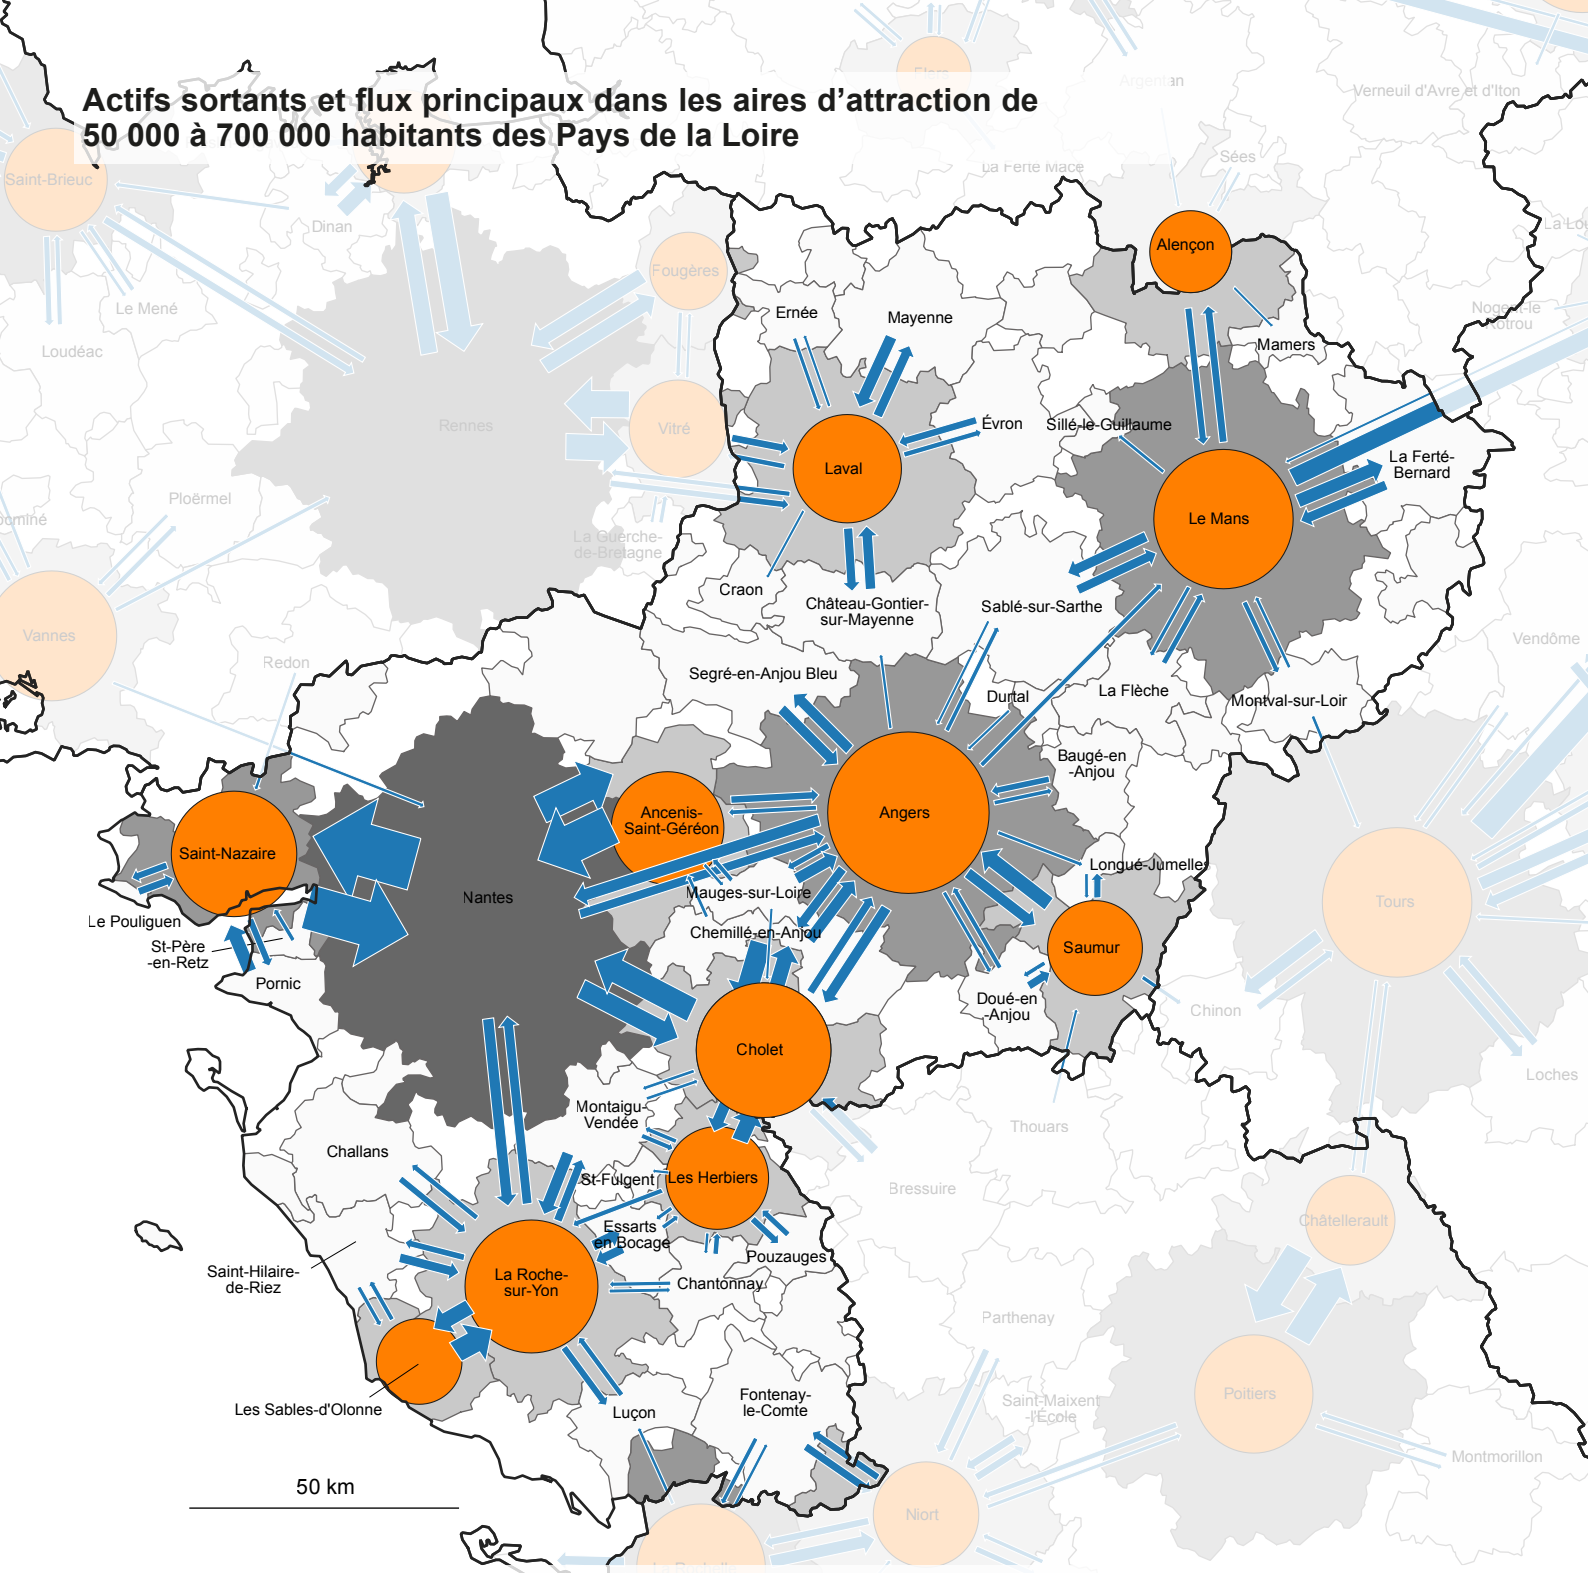 Actifs sortants et flux principaux dans les aires d’attraction de
50 000 à 700 000 habitants des Pays de la Loire
Argentan
Verneuil d'Avre et d'Iton
La Ferté Macé
Sées
Saint-Brieuc
Dinan
Alençon
Fougères
Le Mené
Ernée
Mayenne
Nogent-le
Rotrou
Mamers
Loudéac
Rennes
Vitré
Évron
Sillé-le-Guillaume
Laval
La Ferté-
Bernard
Ploërmel
Le Mans
La Guerche-
de-Bretagne
Craon
Château-Gontier-
sur-Mayenne
Sablé-sur-Sarthe
Vannes
Vendôme
Redon
Segré-en-Anjou Bleu
Durtal
La Flèche
Montval-sur-Loir
Baugé-en
-Anjou
Ancenis-
Saint-Géréon
Angers
Saint-Nazaire
Longué-Jumelles
Nantes
Mauges-sur-Loire
Tours
Le Pouliguen
Chemillé-en-Anjou
St-Père
-en-Retz
Saumur
Pornic
Doué-en
-Anjou
Chinon
Cholet
Loches
Montaigu-
Vendée
Thouars
Challans
St-Fulgent
Les Herbiers
Bressuire
Essarts
en Bocage
Châtellerault
Pouzauges
Saint-Hilaire-
de-Riez
La Roche-
sur-Yon
Chantonnay
Parthenay
Les Sables-d'Olonne
Luçon
Fontenay-
le-Comte
Saint-Maixent
-l'École
Poitiers
Montmorillon
50 km
Niort